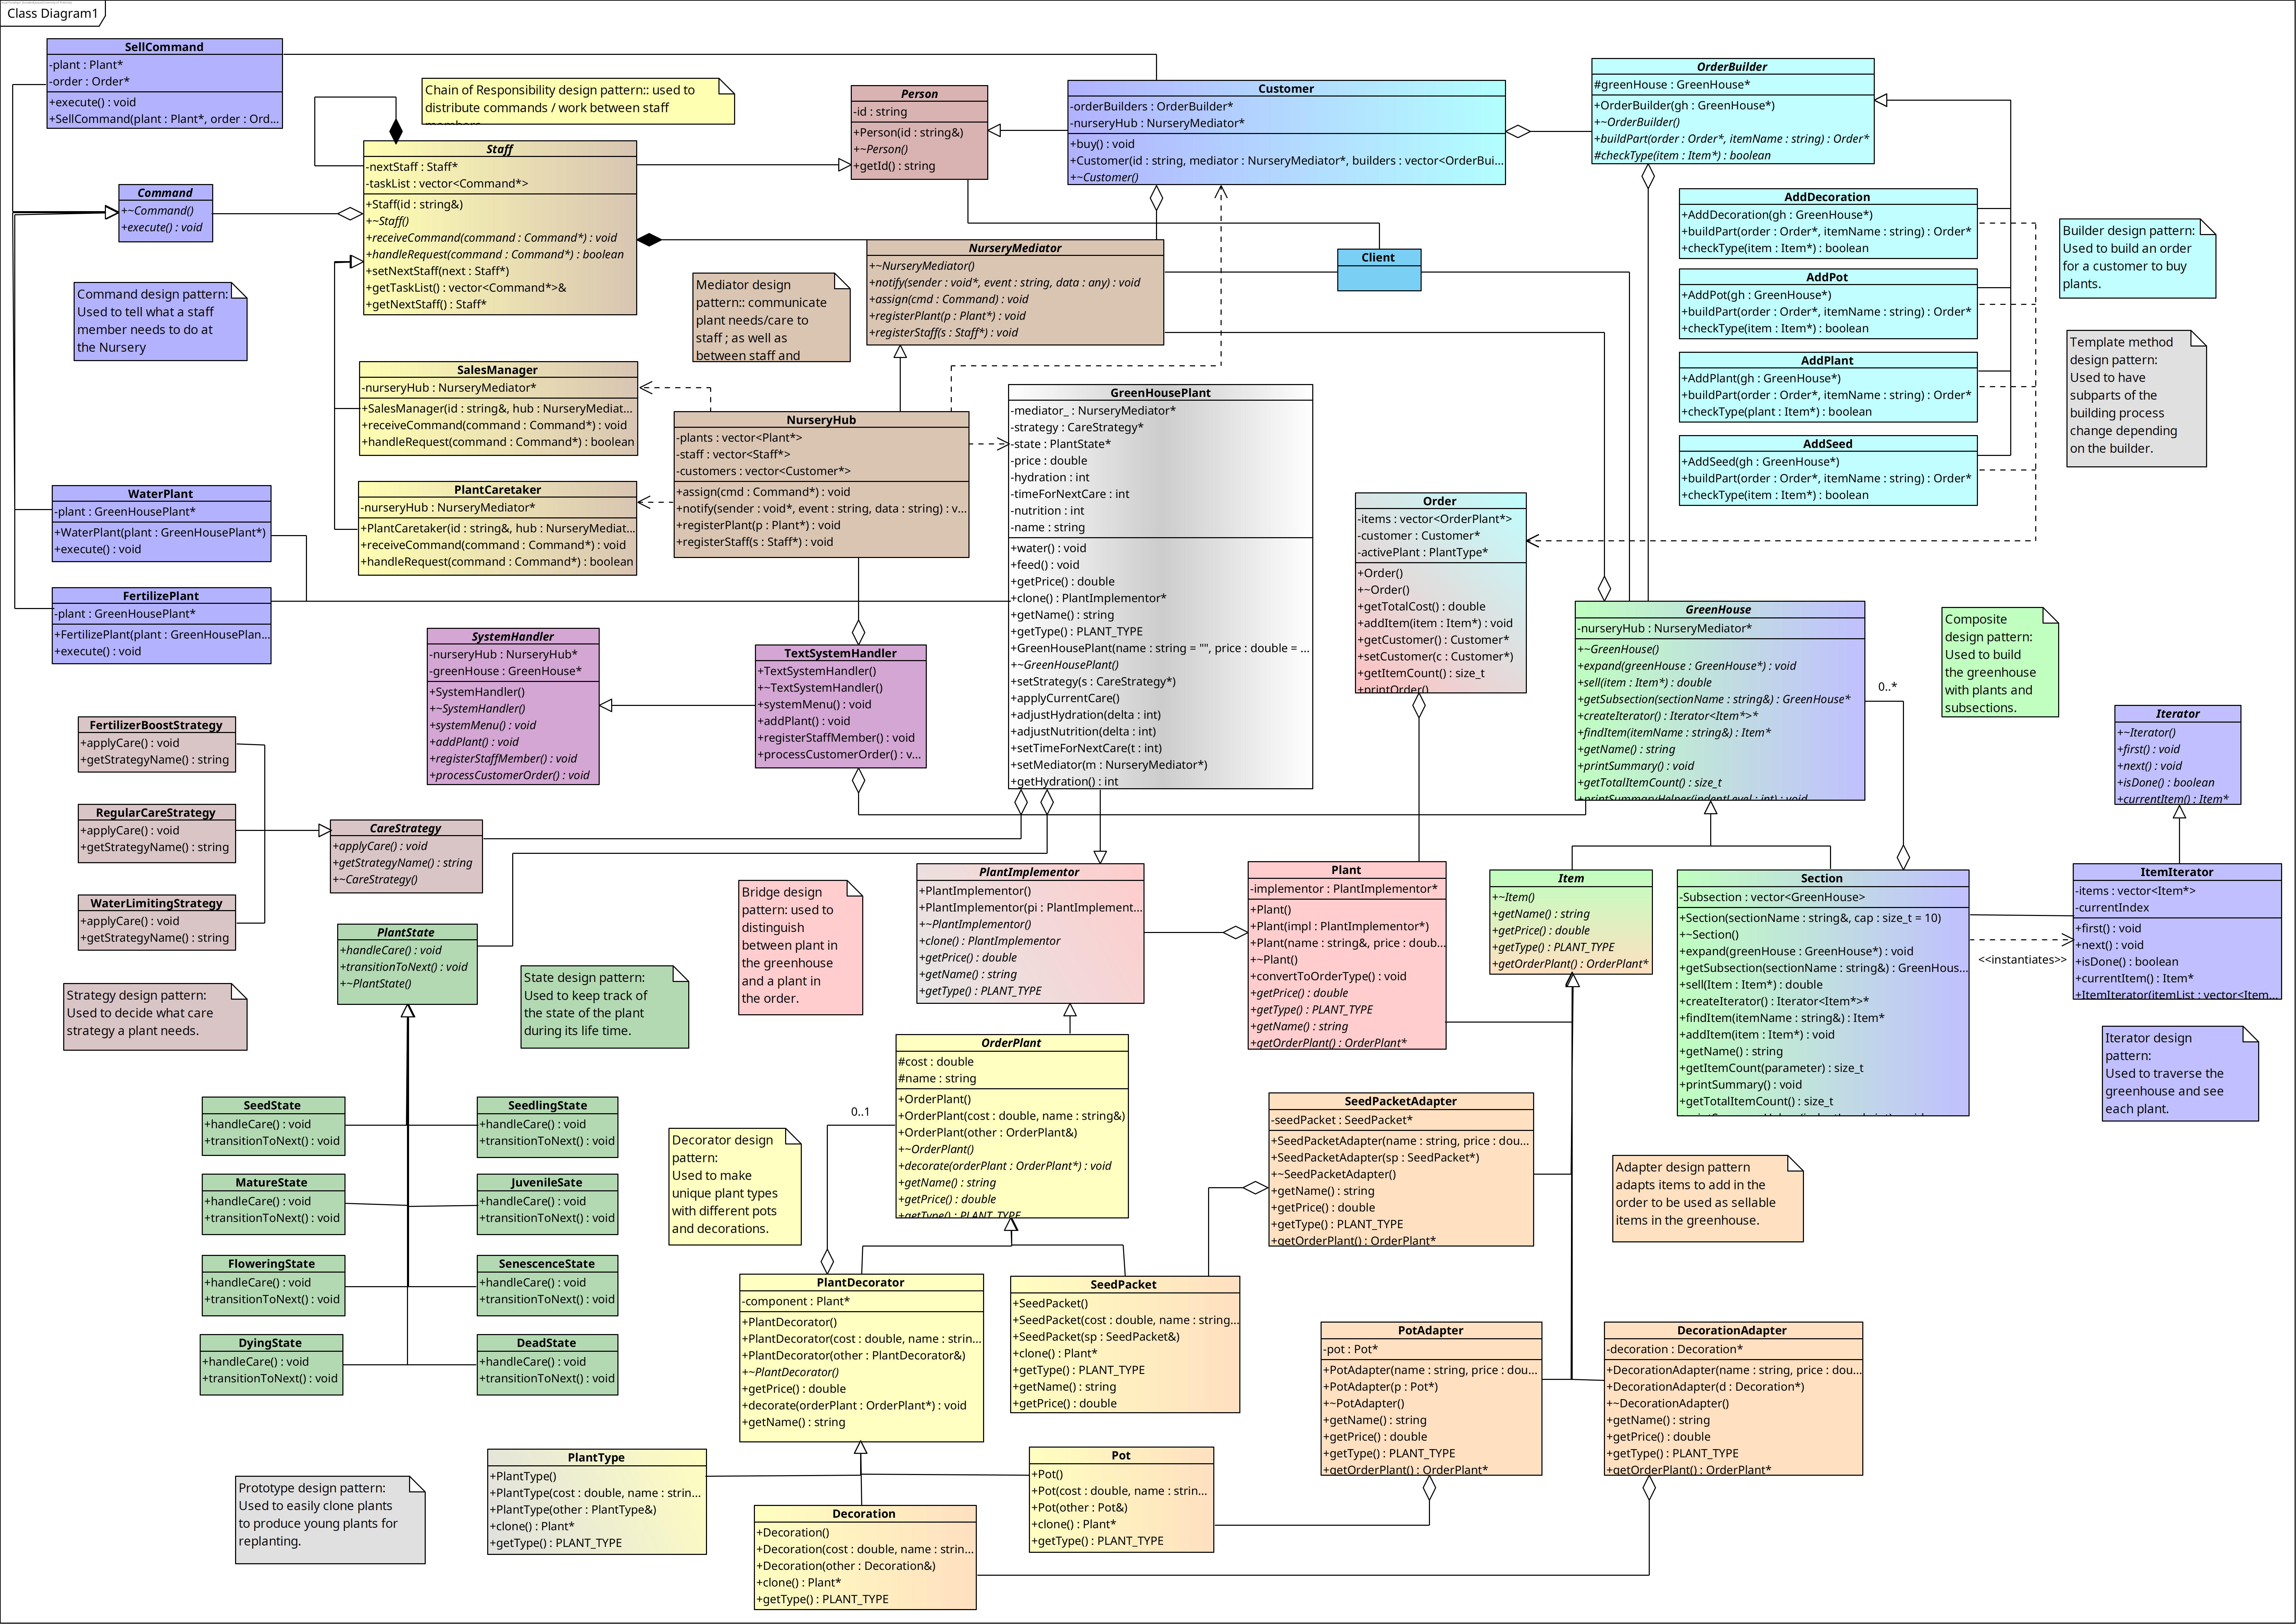 Class Diagram1
SellCommand
-plant : Plant*
-order : Order*
+execute() : void
+SellCommand(plant : Plant*, order : Ord...
Chain of Responsibility design pattern:: used to
distribute commands / work between staff
members
Person
-id : string
+Person(id : string&)
+~Person()
+getId() : string
Customer
-orderBuilders : OrderBuilder*
-nurseryHub : NurseryMediator*
+buy() : void
+Customer(id : string, mediator : NurseryMediator*, builders : vector<OrderBui...
+~Customer()
OrderBuilder
#greenHouse : GreenHouse*
+OrderBuilder(gh : GreenHouse*)
+~OrderBuilder()
+buildPart(order : Order*, itemName : string) : Order*
#checkType(item : Item*) : boolean
Staff
-nextStaff : Staff*
-taskList : vector<Command*>
+Staff(id : string&)
+~Staff()
+receiveCommand(command : Command*) : void
+handleRequest(command : Command*) : boolean
+setNextStaff(next : Staff*)
+getTaskList() : vector<Command*>&
+getNextStaff() : Staff*
Command
+~Command()
+execute() : void
Command design pattern:
Used to tell what a staff
member needs to do at
the Nursery
Mediator design
pattern:: communicate
plant needs/care to
staff ; as well as
between staff and
NurseryMediator
+~NurseryMediator()
+notify(sender : void*, event : string, data : any) : void
+assign(cmd : Command) : void
+registerPlant(p : Plant*) : void
+registerStaff(s : Staff*) : void
Client
AddDecoration
+AddDecoration(gh : GreenHouse*)
+buildPart(order : Order*, itemName : string) : Order*
+checkType(item : Item*) : boolean
AddPot
+AddPot(gh : GreenHouse*)
+buildPart(order : Order*, itemName : string) : Order*
+checkType(item : Item*) : boolean
AddPlant
+AddPlant(gh : GreenHouse*)
+buildPart(order : Order*, itemName : string) : Order*
+checkType(plant : Item*) : boolean
AddSeed
+AddSeed(gh : GreenHouse*)
+buildPart(order : Order*, itemName : string) : Order*
+checkType(item : Item*) : boolean
Builder design pattern:
Used to build an order
for a customer to buy
plants.
Template method
design pattern:
Used to have
subparts of the
building process
change depending
on the builder.
SalesManager
-nurseryHub : NurseryMediator*
+SalesManager(id : string&, hub : NurseryMediat...
+receiveCommand(command : Command*) : void
+handleRequest(command : Command*) : boolean
PlantCaretaker
-nurseryHub : NurseryMediator*
+PlantCaretaker(id : string&, hub : NurseryMediat...
+receiveCommand(command : Command*) : void
+handleRequest(command : Command*) : boolean
NurseryHub
-plants : vector<Plant*>
-staff : vector<Staff*>
-customers : vector<Customer*>
+assign(cmd : Command*) : void
+notify(sender : void*, event : string, data : string) : v...
+registerPlant(p : Plant*) : void
+registerStaff(s : Staff*) : void
GreenHousePlant
-mediator_ : NurseryMediator*
-strategy : CareStrategy*
-state : PlantState*
-price : double
-hydration : int
-timeForNextCare : int
-nutrition : int
-name : string
+water() : void
+feed() : void
+getPrice() : double
+clone() : PlantImplementor*
+getName() : string
+getType() : PLANT_TYPE
+GreenHousePlant(name : string = "", price : double = ...
+~GreenHousePlant()
+setStrategy(s : CareStrategy*)
+applyCurrentCare()
+adjustHydration(delta : int)
+adjustNutrition(delta : int)
+setTimeForNextCare(t : int)
+setMediator(m : NurseryMediator*)
+getHydration() : int
WaterPlant
-plant : GreenHousePlant*
+WaterPlant(plant : GreenHousePlant*)
+execute() : void
FertilizePlant
-plant : GreenHousePlant*
+FertilizePlant(plant : GreenHousePlan...
+execute() : void
Order
-items : vector<OrderPlant*>
-customer : Customer*
-activePlant : PlantType*
+Order()
+~Order()
+getTotalCost() : double
+addItem(item : Item*) : void
+getCustomer() : Customer*
+setCustomer(c : Customer*)
+getItemCount() : size_t
+printOrder()
SystemHandler
-nurseryHub : NurseryHub*
-greenHouse : GreenHouse*
+SystemHandler()
+~SystemHandler()
+systemMenu() : void
+addPlant() : void
+registerStaffMember() : void
+processCustomerOrder() : void
TextSystemHandler
+TextSystemHandler()
+~TextSystemHandler()
+systemMenu() : void
+addPlant() : void
+registerStaffMember() : void
+processCustomerOrder() : v...
GreenHouse
-nurseryHub : NurseryMediator*
+~GreenHouse()
+expand(greenHouse : GreenHouse*) : void
+sell(item : Item*) : double
+getSubsection(sectionName : string&) : GreenHouse*
+createIterator() : Iterator<Item*>*
+findItem(itemName : string&) : Item*
+getName() : string
+printSummary() : void
+getTotalItemCount() : size_t
+printSummaryHelper(indentLevel : int) : void
0..*
Composite
design pattern:
Used to build
the greenhouse
with plants and
subsections.
Iterator
+~Iterator()
+first() : void
+next() : void
+isDone() : boolean
+currentItem() : Item*
FertilizerBoostStrategy
+applyCare() : void
+getStrategyName() : string
RegularCareStrategy
+applyCare() : void
+getStrategyName() : string
WaterLimitingStrategy
+applyCare() : void
+getStrategyName() : string
CareStrategy
+applyCare() : void
+getStrategyName() : string
+~CareStrategy()
Strategy design pattern:
Used to decide what care
strategy a plant needs.
PlantState
+handleCare() : void
+transitionToNext() : void
+~PlantState()
State design pattern:
Used to keep track of
the state of the plant
during its life time.
Bridge design
pattern: used to
distinguish
between plant in
the greenhouse
and a plant in
the order.
PlantImplementor
+PlantImplementor()
+PlantImplementor(pi : PlantImplement...
+~PlantImplementor()
+clone() : PlantImplementor
+getPrice() : double
+getName() : string
+getType() : PLANT_TYPE
Plant
-implementor : PlantImplementor*
+Plant()
+Plant(impl : PlantImplementor*)
+Plant(name : string&, price : doub...
+~Plant()
+convertToOrderType() : void
+getPrice() : double
+getType() : PLANT_TYPE
+getName() : string
+getOrderPlant() : OrderPlant*
Item
+~Item()
+getName() : string
+getPrice() : double
+getType() : PLANT_TYPE
+getOrderPlant() : OrderPlant*
Section
-Subsection : vector<GreenHouse>
+Section(sectionName : string&, cap : size_t = 10)
+~Section()
+expand(greenHouse : GreenHouse*) : void
+getSubsection(sectionName : string&) : GreenHous...
+sell(Item : Item*) : double
+createIterator() : Iterator<Item*>*
+findItem(itemName : string&) : Item*
+addItem(item : Item*) : void
+getName() : string
+getItemCount(parameter) : size_t
+printSummary() : void
+getTotalItemCount() : size_t
<<instantiates>>
ItemIterator
-items : vector<Item*>
-currentIndex
+first() : void
+next() : void
+isDone() : boolean
+currentItem() : Item*
+ItemIterator(itemList : vector<Item...
Iterator design
pattern:
Used to traverse the
greenhouse and see
each plant.
OrderPlant
#cost : double
#name : string
+OrderPlant()
+OrderPlant(cost : double, name : string&)
+OrderPlant(other : OrderPlant&)
+~OrderPlant()
+decorate(orderPlant : OrderPlant*) : void
+getName() : string
+getPrice() : double
+getType() : PLANT_TYPE
0..1
Decorator design
pattern:
Used to make
unique plant types
with different pots
and decorations.
SeedPacketAdapter
-seedPacket : SeedPacket*
+SeedPacketAdapter(name : string, price : dou...
+SeedPacketAdapter(sp : SeedPacket*)
+~SeedPacketAdapter()
+getName() : string
+getPrice() : double
+getType() : PLANT_TYPE
+getOrderPlant() : OrderPlant*
Adapter design pattern
adapts items to add in the
order to be used as sellable
items in the greenhouse.
SeedState
+handleCare() : void
+transitionToNext() : void
SeedlingState
+handleCare() : void
+transitionToNext() : void
MatureState
+handleCare() : void
+transitionToNext() : void
JuvenileSate
+handleCare() : void
+transitionToNext() : void
FloweringState
+handleCare() : void
+transitionToNext() : void
SenescenceState
+handleCare() : void
+transitionToNext() : void
DyingState
+handleCare() : void
+transitionToNext() : void
DeadState
+handleCare() : void
+transitionToNext() : void
PlantDecorator
-component : Plant*
+PlantDecorator()
+PlantDecorator(cost : double, name : strin...
+PlantDecorator(other : PlantDecorator&)
+~PlantDecorator()
+getPrice() : double
+decorate(orderPlant : OrderPlant*) : void
+getName() : string
SeedPacket
+SeedPacket()
+SeedPacket(cost : double, name : string...
+SeedPacket(sp : SeedPacket&)
+clone() : Plant*
+getType() : PLANT_TYPE
+getName() : string
+getPrice() : double
PotAdapter
-pot : Pot*
+PotAdapter(name : string, price : dou...
+PotAdapter(p : Pot*)
+~PotAdapter()
+getName() : string
+getPrice() : double
+getType() : PLANT_TYPE
+getOrderPlant() : OrderPlant*
DecorationAdapter
-decoration : Decoration*
+DecorationAdapter(name : string, price : dou...
+DecorationAdapter(d : Decoration*)
+~DecorationAdapter()
+getName() : string
+getPrice() : double
+getType() : PLANT_TYPE
+getOrderPlant() : OrderPlant*
Prototype design pattern:
Used to easily clone plants
to produce young plants for
replanting.
PlantType
+PlantType()
+PlantType(cost : double, name : strin...
+PlantType(other : PlantType&)
+clone() : Plant*
+getType() : PLANT_TYPE
Decoration
+Decoration()
+Decoration(cost : double, name : strin...
+Decoration(other : Decoration&)
+clone() : Plant*
+getType() : PLANT_TYPE
Pot
+Pot()
+Pot(cost : double, name : strin...
+Pot(other : Pot&)
+clone() : Plant*
+getType() : PLANT_TYPE